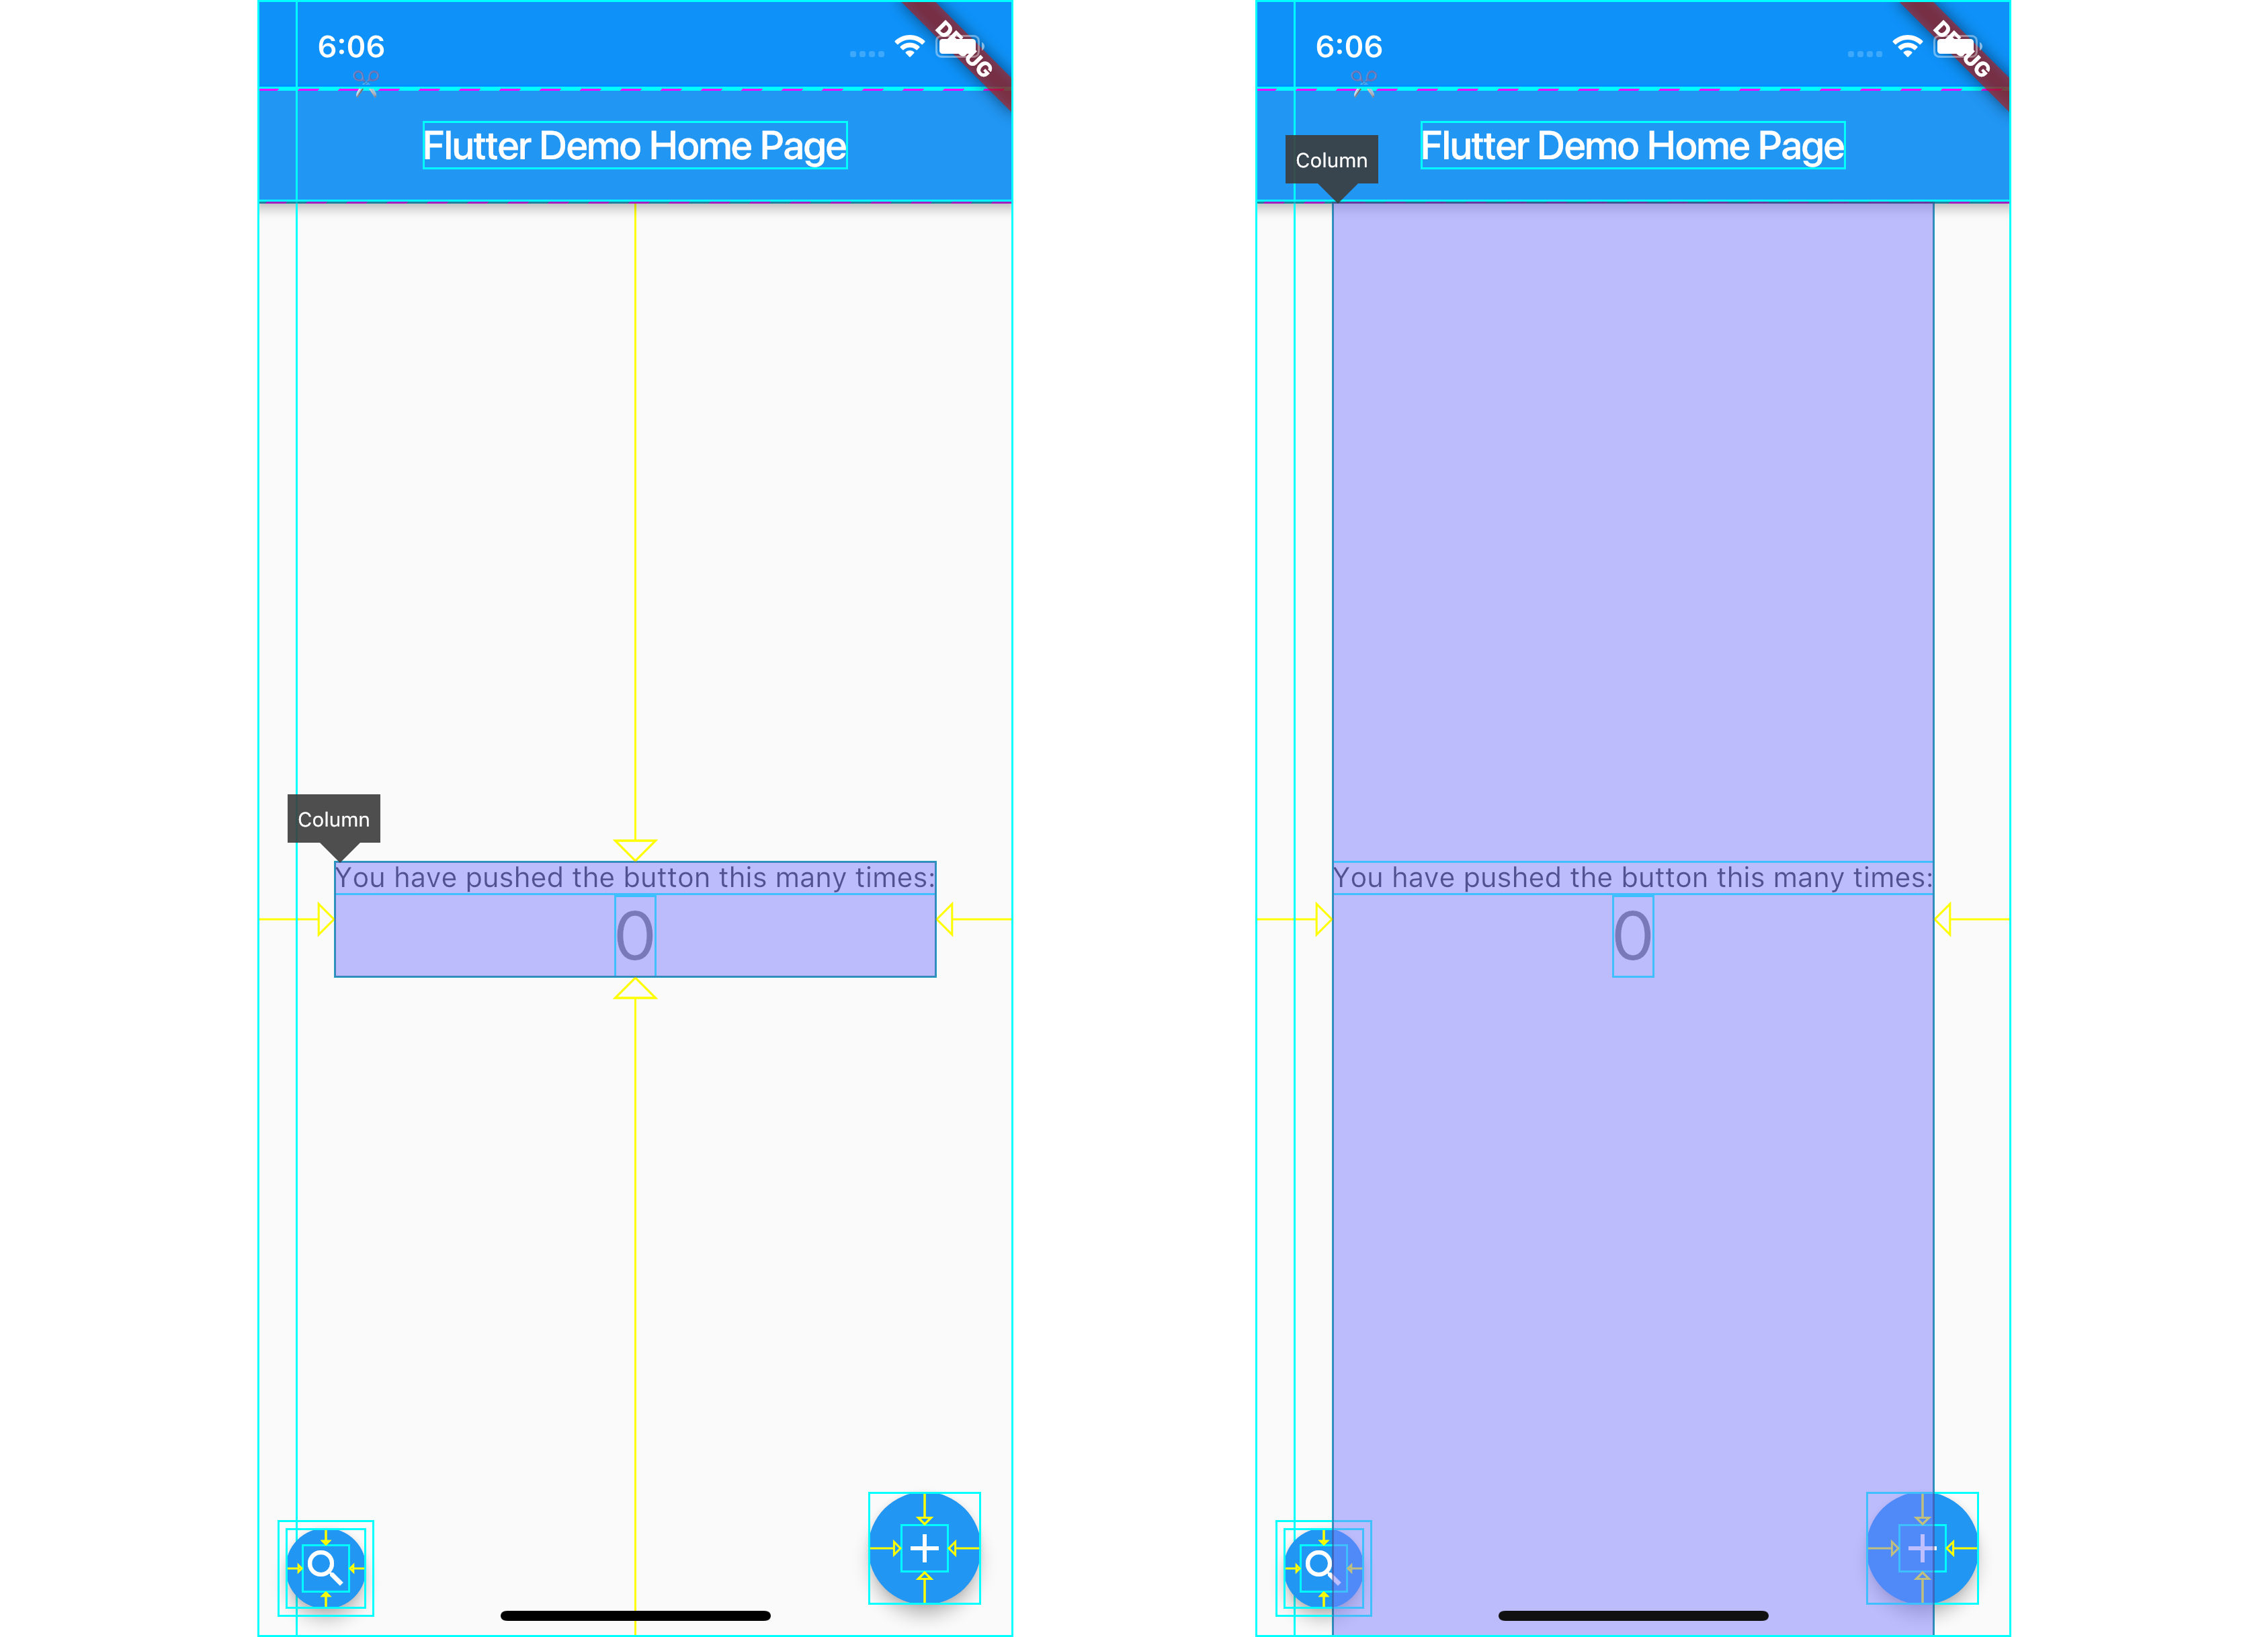 6:06
DEBUG
Flutter Demo Home Page
Column
You have pushed the button this many times:
0
6:06
DEBUG
Flutter Demo Home Page
Column
You have pushed the button this many times:
0